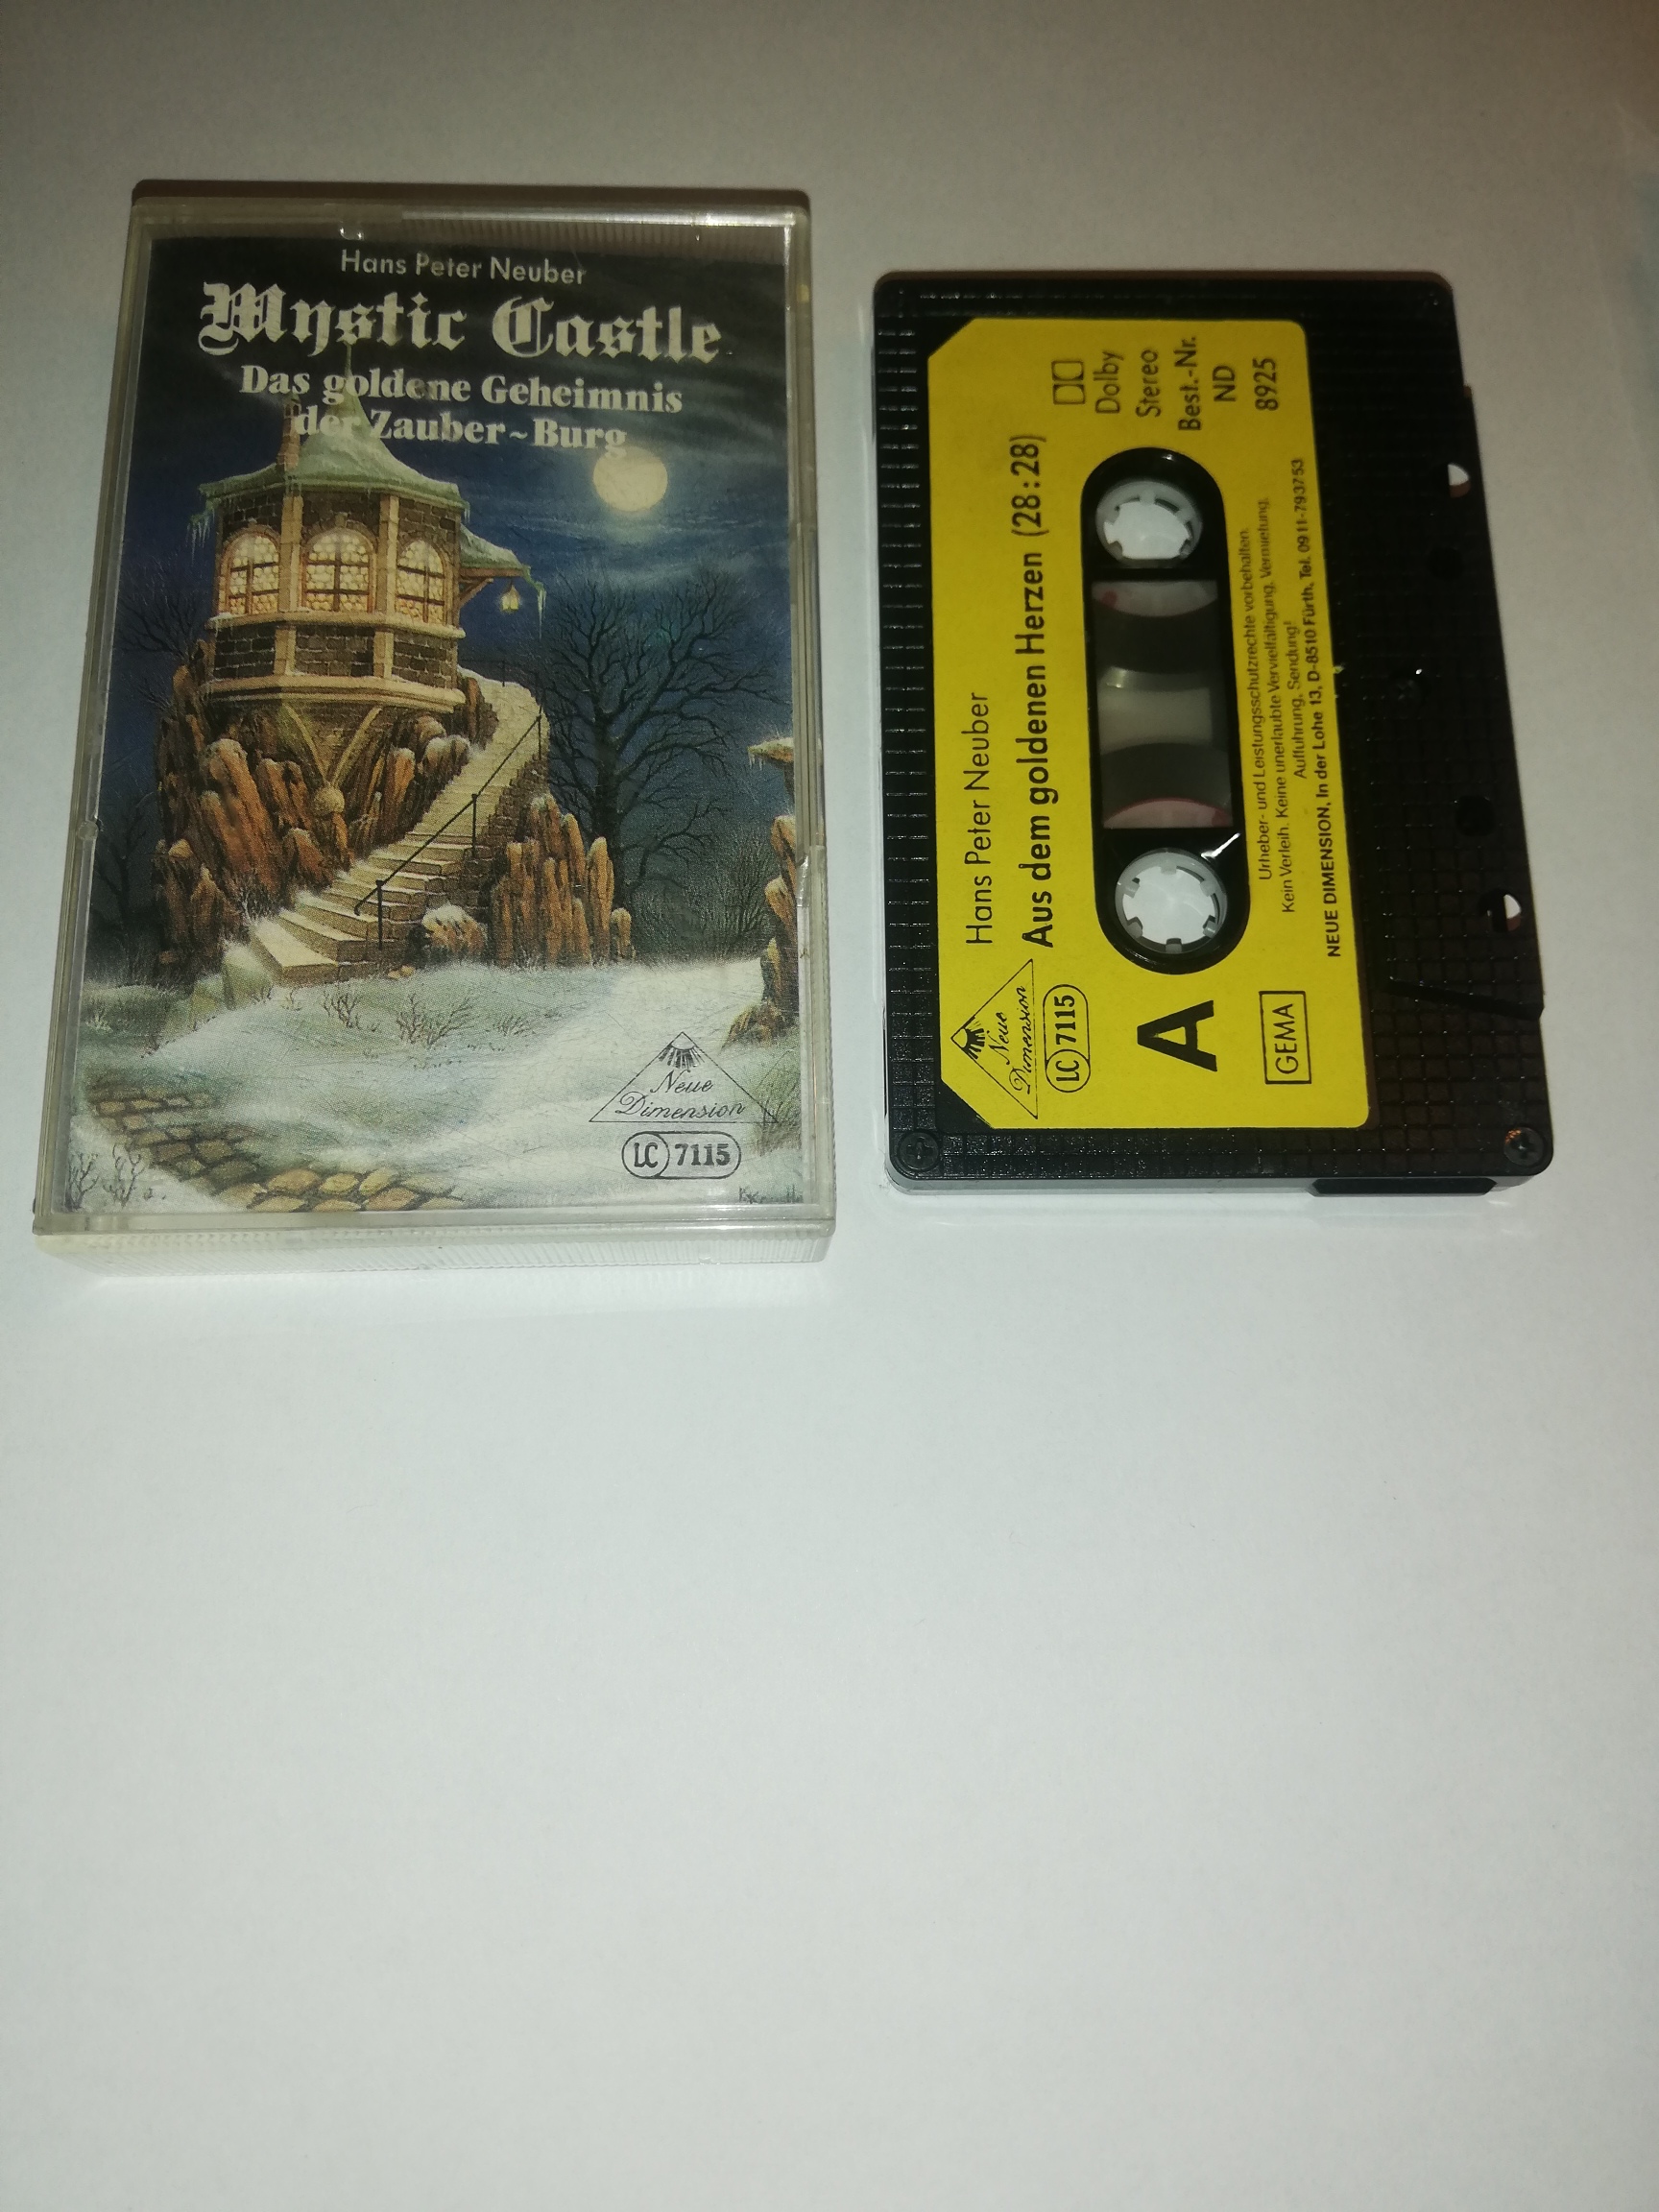 Hans Peter Neuber
Mystic Castle
Das goldene Geheimnis
der Zauber~Burg
Neue
Dimension
LC 7115
Neue
Dimension
LC 7115
Hans Peter Neuber
Aus dem goldenen Herzen (28:28)
A
Dolby
Stereo
Best.-Nr.
ND
8925
GEMA
Urheber- und Leistungsschutzrechte vorbehalten.
Kein Verleih. Keine unerlaubte Vervielfältigung, Vermietung,
Aufführung, Sendung!
NEUE DIMENSION, In der Lohe 13, D-8510 Fürth, Tel. 0911-793753